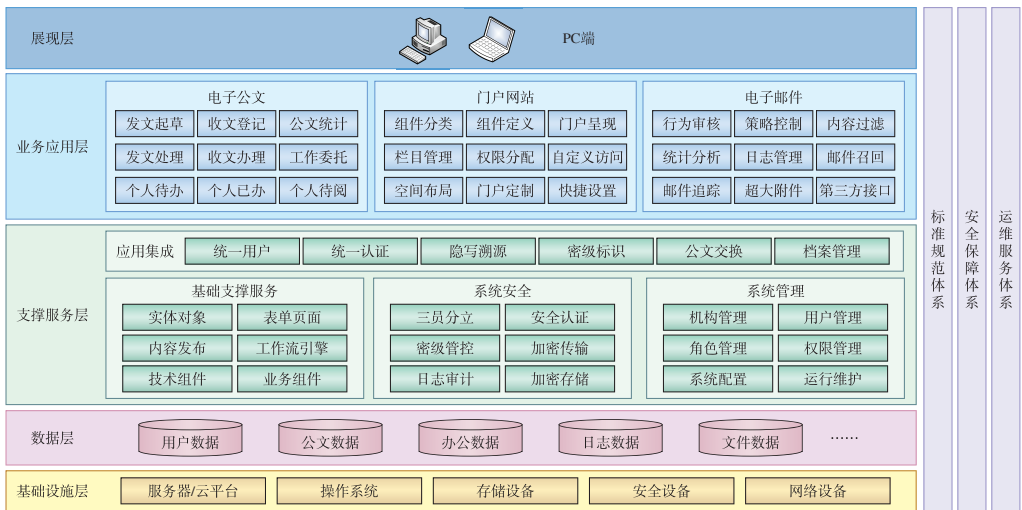 展现层
PC端
业务应用层
电子公文
发文起草 收文登记 公文统计
发文处理 收文办理 工作委托
个人待办 个人已办 个人待阅
门户网站
组件分类 组件定义 门户呈现
栏目管理 权限分配 自定义访问
空间布局 门户定制 快捷设置
电子邮件
行为审核 策略控制 内容过滤
统计分析 日志管理 邮件召回
邮件追踪 超大附件 第三方接口
支撑服务层
应用集成 统一用户 统一认证 隐写溯源 密级标识 公文交换 档案管理
基础支撑服务
实体对象 表单页面
内容发布 工作流引擎
技术组件 业务组件
系统安全
三员分立 安全认证
密级管控 加密传输
日志审计 加密存储
系统管理
机构管理 用户管理
角色管理 权限管理
系统配置 运行维护
数据层
用户数据 公文数据 办公数据 日志数据 文件数据 ……
基础设施层
服务器/云平台 操作系统 存储设备 安全设备 网络设备
标准规范体系
安全保障体系
运维服务体系